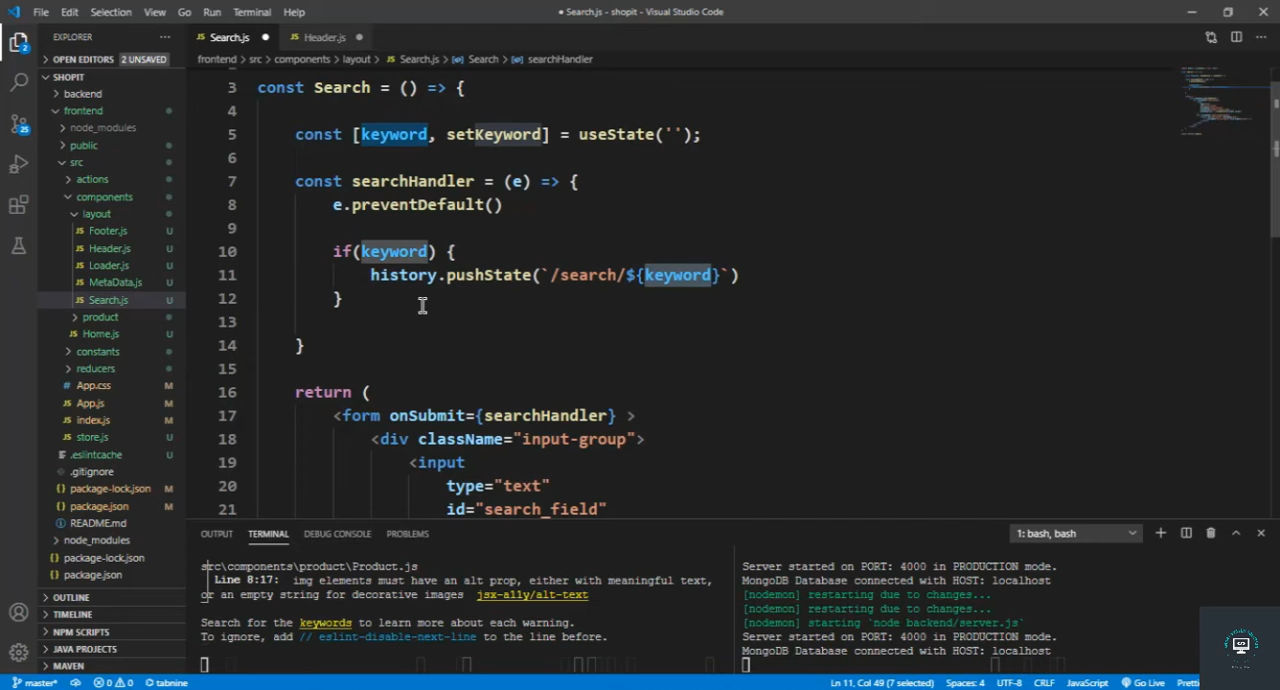 File Edit Selection View Go Run Terminal Help
● Search.js - shopit - Visual Studio Code
EXPLORER
OPEN EDITORS 2 UNSAVED
SHOPIT
backend
frontend
node_modules
public
src
actions
components
layout
JS Footer.js U
JS Header.js U
JS Loader.js U
JS MetaData.js U
JS Search.js U
product
JS Home.js U
constants
reducers
# App.css M
JS App.js M
JS index.js M
JS store.js U
.eslintcache U
.gitignore
{} package-lock.json M
{} package.json M
README.md
node_modules
{} package-lock.json
{} package.json
OUTLINE
TIMELINE
NPM SCRIPTS
JAVA PROJECTS
MAVEN
2
25
JS Search.js ● JS Header.js ●
frontend > src > components > layout > JS Search.js > Search > searchHandler
3 const Search = () => {
4
5 const [keyword, setKeyword] = useState('');
6
7 const searchHandler = (e) => {
8 e.preventDefault()
9
10 if(keyword) {
11 history.pushState(`/search/${keyword}`)
12 }
13
14 }
15
16 return (
17 <form onSubmit={searchHandler} >
18 <div className="input-group">
19 <input
20 type="text"
21 id="search_field"
OUTPUT TERMINAL DEBUG CONSOLE PROBLEMS
1: bash, bash
src\components\product\Product.js
Line 8:17: img elements must have an alt prop, either with meaningful text,
or an empty string for decorative images jsx-a11y/alt-text
Search for the keywords to learn more about each warning.
To ignore, add // eslint-disable-next-line to the line before.
Server started on PORT: 4000 in PRODUCTION mode.
MongoDB Database connected with HOST: localhost
[nodemon] restarting due to changes...
[nodemon] restarting due to changes...
[nodemon] starting `node backend/server.js`
Server started on PORT: 4000 in PRODUCTION mode.
MongoDB Database connected with HOST: localhost
master* 0 0 tabnine
Ln 11, Col 49 (7 selected) Spaces: 4 UTF-8 CRLF JavaScript Go Live